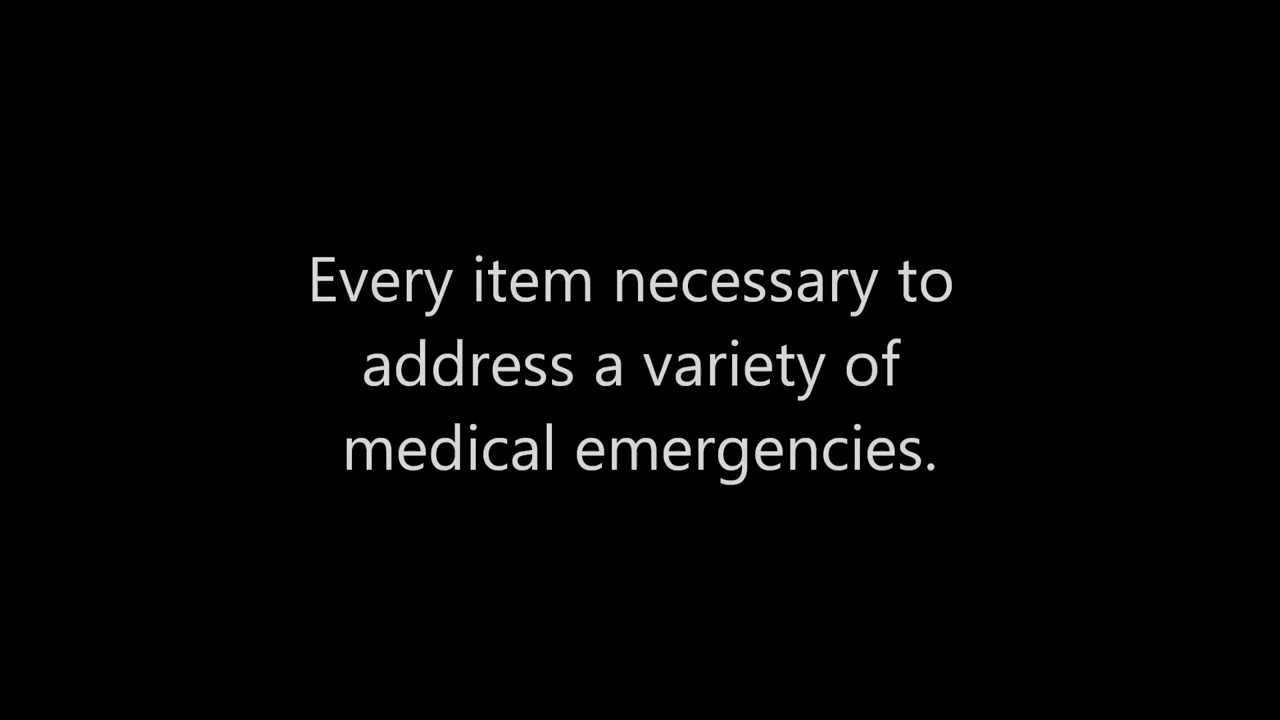 Every item necessary to
address a variety of
medical emergencies.